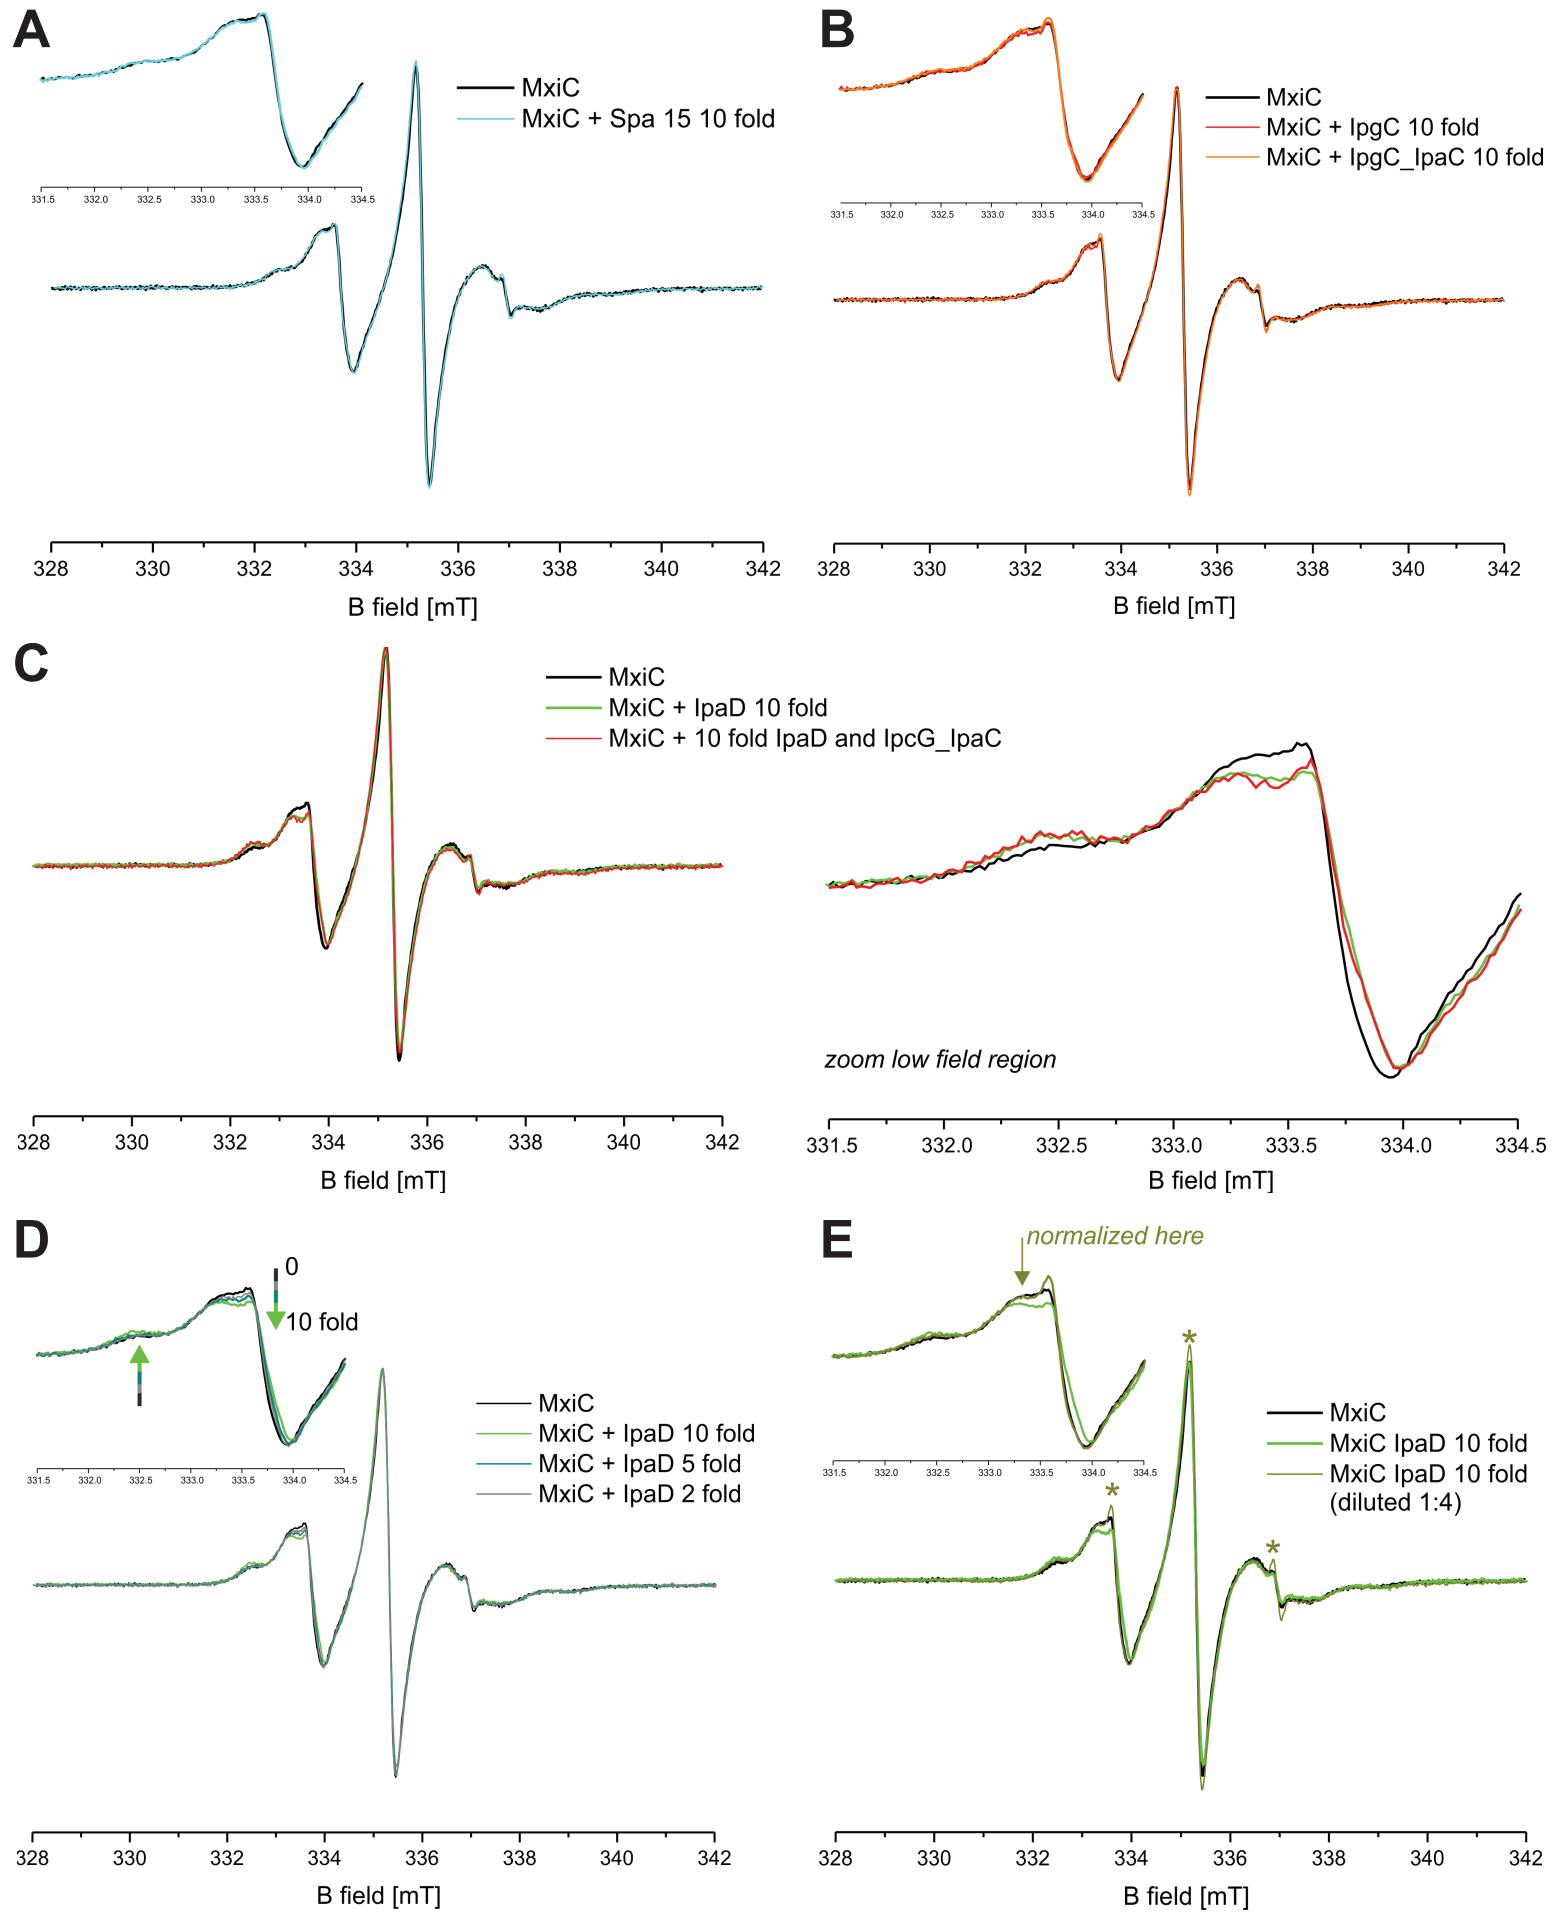 A
MxiC
MxiC + Spa 15 10 fold
331.5 332.0 332.5 333.0 333.5 334.0 334.5
328 330 332 334 336 338 340 342
B field [mT]
B
MxiC
MxiC + IpgC 10 fold
MxiC + IpgC_IpaC 10 fold
331.5 332.0 332.5 333.0 333.5 334.0 334.5
328 330 332 334 336 338 340 342
B field [mT]
C
MxiC
MxiC + IpaD 10 fold
MxiC + 10 fold IpaD and IpcG_IpaC
328 330 332 334 336 338 340 342
B field [mT]
zoom low field region
331.5 332.0 332.5 333.0 333.5 334.0 334.5
B field [mT]
D
0
10 fold
331.5 332.0 332.5 333.0 333.5 334.0 334.5
MxiC
MxiC + IpaD 10 fold
MxiC + IpaD 5 fold
MxiC + IpaD 2 fold
328 330 332 334 336 338 340 342
B field [mT]
E
normalized here
331.5 332.0 332.5 333.0 333.5 334.0 334.5
*
*
*
MxiC
MxiC IpaD 10 fold
MxiC IpaD 10 fold
(diluted 1:4)
328 330 332 334 336 338 340 342
B field [mT]